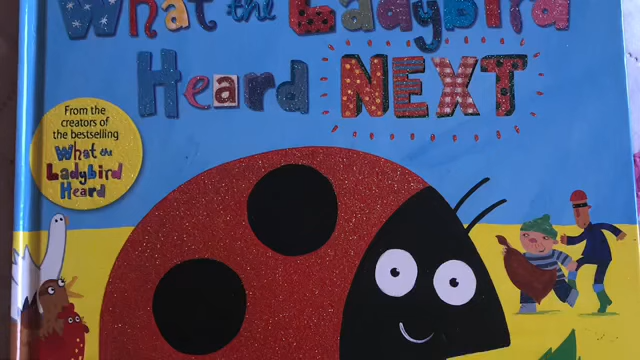 What the Ladybird
Heard NEXT
From the
creators of
the bestselling
What the
Ladybird
Heard